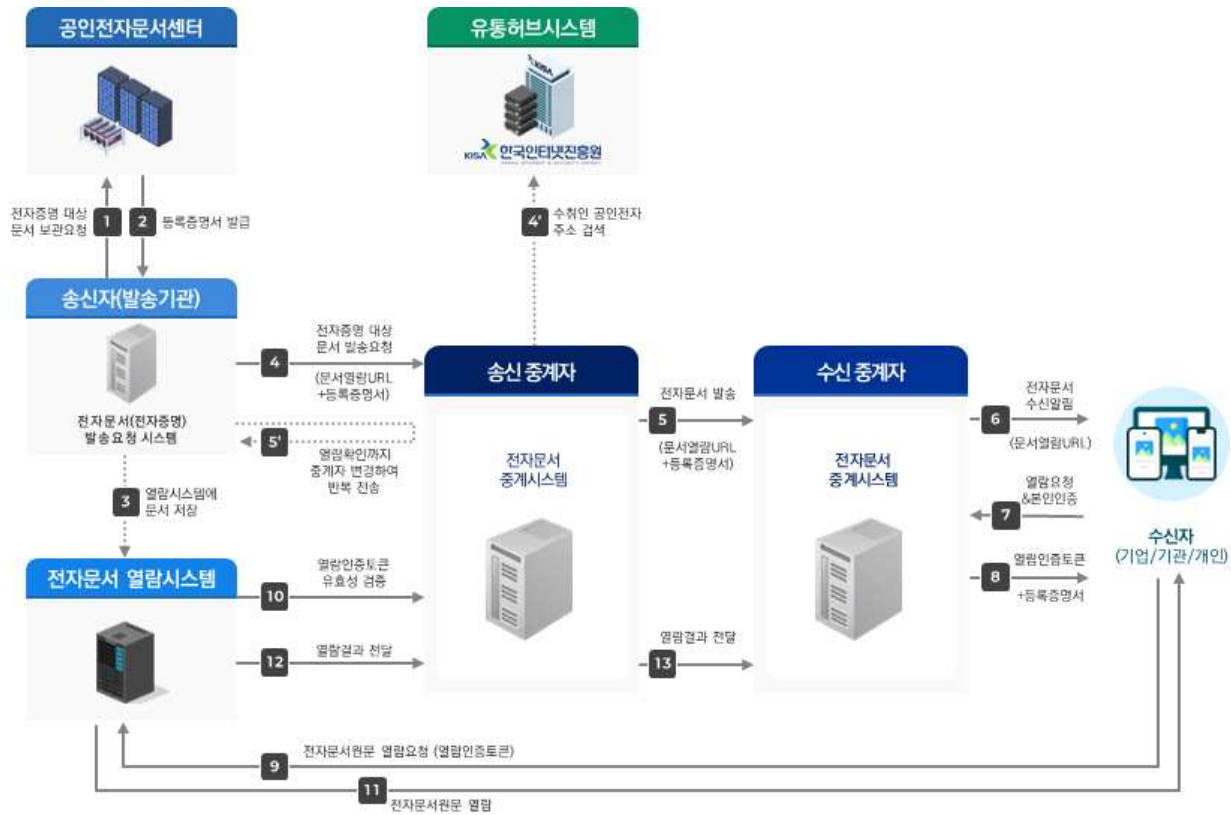 공인전자문서센터
유통허브시스템
KISA
KISA 한국인터넷진흥원
전자증명 대상
문서 보관요청
1
2
등록증명서 발급
4'
수취인 공인전자
주소 검색
송신자(발송기관)
전자문서(전자증명)
발송요청 시스템
전자증명 대상
문서 발송요청
4
(문서열람URL
+등록증명서)
5'
열람확인까지
중계자 변경하여
반복 전송
3
열람시스템에
문서 저장
송신 중계자
전자문서
중계시스템
전자문서 발송
5
(문서열람URL
+등록증명서)
수신 중계자
전자문서
중계시스템
전자문서
수신알림
6
(문서열람URL)
열람요청
&본인인증
7
8
열람인증토큰
+등록증명서
수신자
(기업/기관/개인)
전자문서 열람시스템
열람인증토큰
유효성 검증
10
12
열람결과 전달
열람결과 전달
13
전자문서원문 열람요청 (열람인증토큰)
9
11
전자문서원문 열람